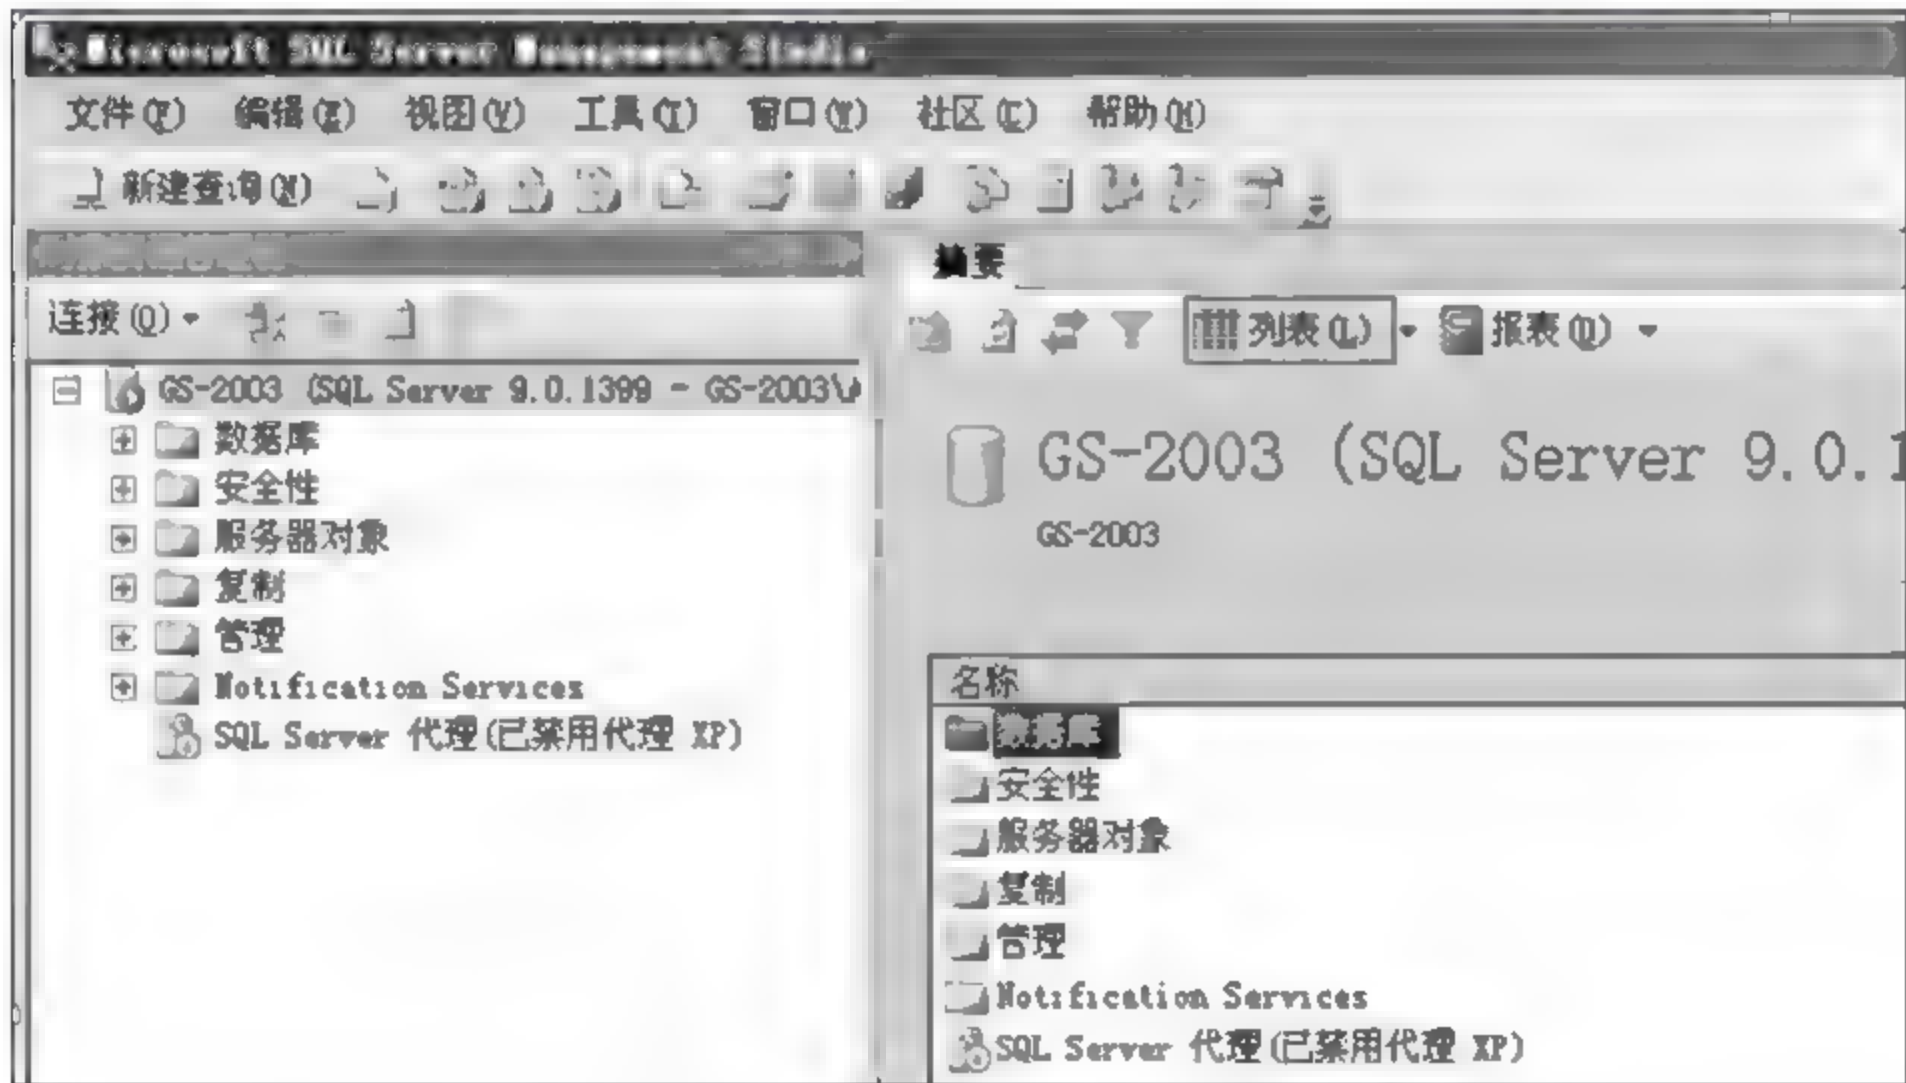 Microsoft SQL Server Management Studio
文件(F) 编辑(E) 视图(V) 工具(T) 窗口(W) 社区(C) 帮助(H)
新建查询(N)
摘要
连接(O)
列表(L) 报表(R)
GS-2003 (SQL Server 9.0.1399 - GS-2003\A
数据库
安全性
服务器对象
复制
管理
Notification Services
SQL Server 代理(已禁用代理 XP)
GS-2003 (SQL Server 9.0.1
GS-2003
名称
数据库
安全性
服务器对象
复制
管理
Notification Services
SQL Server 代理(已禁用代理 XP)